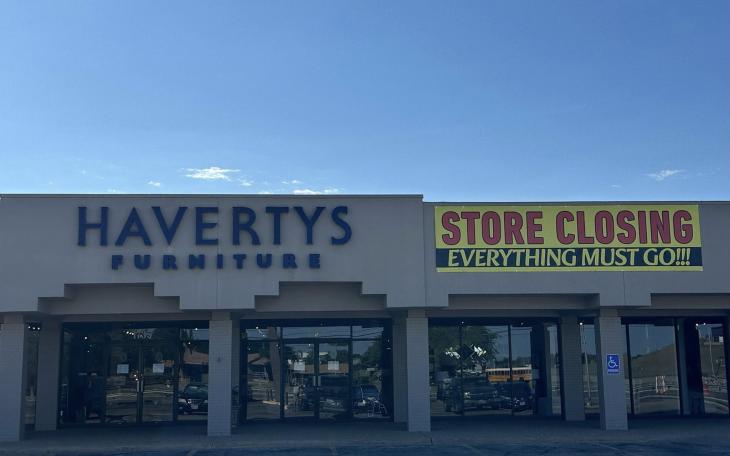 HAVERTYS
FURNITURE
STORE CLOSING
EVERYTHING MUST GO!!!